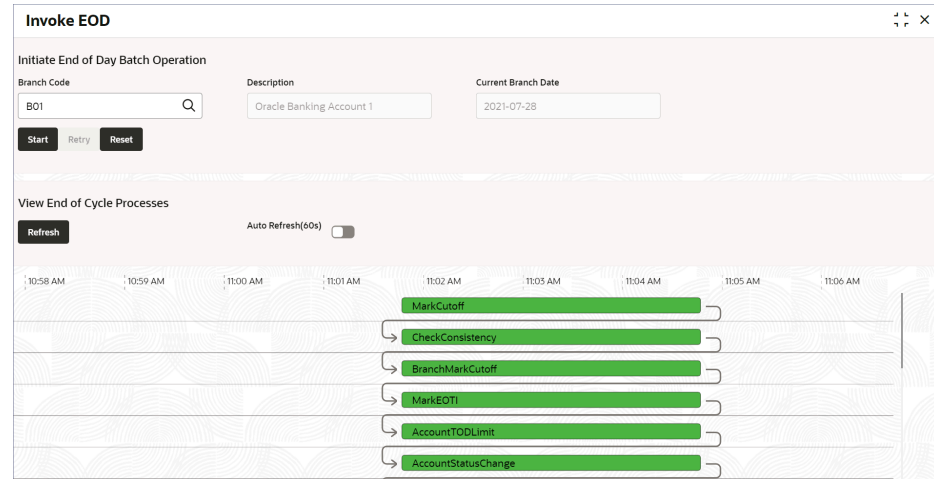 Invoke EOD
Initiate End of Day Batch Operation
Branch Code Description Current Branch Date
B01 Oracle Banking Account 1 2021-07-28
Start Retry Reset
View End of Cycle Processes
Refresh Auto Refresh(60s)
10:58 AM 10:59 AM 11:00 AM 11:01 AM 11:02 AM 11:03 AM 11:04 AM 11:05 AM 11:06 AM
MarkCutoff
CheckConsistency
BranchMarkCutoff
MarkEOTI
AccountTODLimit
AccountStatusChange